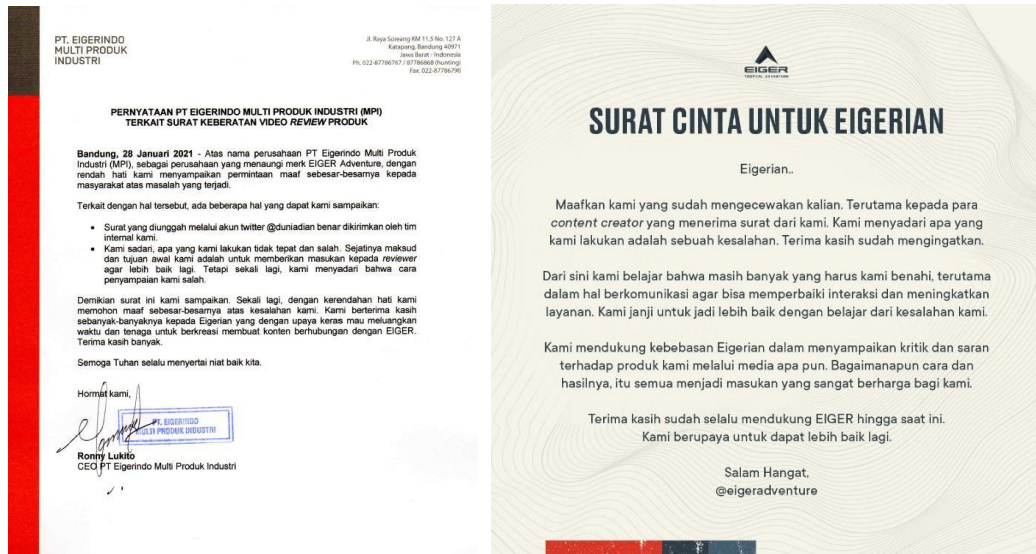 PT. EIGERINDO
MULTI PRODUK
INDUSTRI
Jl. Raya Soreang KM 11,5 No. 127 A
Katapang, Bandung 40971
Jawa Barat - Indonesia
Ph. 022-87786767 / 87786868 (hunting)
Fax. 022-87786790
PERNYATAAN PT EIGERINDO MULTI PRODUK INDUSTRI (MPI)
TERKAIT SURAT KEBERATAN VIDEO REVIEW PRODUK
Bandung, 28 Januari 2021 - Atas nama perusahaan PT Eigerindo Multi Produk
Industri (MPI), sebagai perusahaan yang menaungi merk EIGER Adventure, dengan
rendah hati kami menyampaikan permintaan maaf sebesar-besarnya kepada
masyarakat atas masalah yang terjadi.
Terkait dengan hal tersebut, ada beberapa hal yang dapat kami sampaikan:
• Surat yang diunggah melalui akun twitter @duniadian benar dikirimkan oleh tim
internal kami.
• Kami sadari, apa yang kami lakukan tidak tepat dan salah. Sejatinya maksud
dan tujuan awal kami adalah untuk memberikan masukan kepada reviewer
agar lebih baik lagi. Tetapi sekali lagi, kami menyadari bahwa cara
penyampaian kami salah.
Demikian surat ini kami sampaikan. Sekali lagi, dengan kerendahan hati kami
memohon maaf sebesar-besarnya atas kesalahan kami. Kami berterima kasih
sebanyak-banyaknya kepada Eigerian yang dengan upaya keras mau meluangkan
waktu dan tenaga untuk berkreasi membuat konten berhubungan dengan EIGER.
Terima kasih banyak.
Semoga Tuhan selalu menyertai niat baik kita.
Hormat kami,
PT. EIGERINDO
MULTI PRODUK INDUSTRI
Ronny Lukito
CEO PT Eigerindo Multi Produk Industri
EIGER
TROPICAL ADVENTURE
SURAT CINTA UNTUK EIGERIAN
Eigerian..
Maafkan kami yang sudah mengecewakan kalian. Terutama kepada para
content creator yang menerima surat dari kami. Kami menyadari apa yang
kami lakukan adalah sebuah kesalahan. Terima kasih sudah mengingatkan.
Dari sini kami belajar bahwa masih banyak yang harus kami benahi, terutama
dalam hal berkomunikasi agar bisa memperbaiki interaksi dan meningkatkan
layanan. Kami janji untuk jadi lebih baik dengan belajar dari kesalahan kami.
Kami mendukung kebebasan Eigerian dalam menyampaikan kritik dan saran
terhadap produk kami melalui media apa pun. Bagaimanapun cara dan
hasilnya, itu semua menjadi masukan yang sangat berharga bagi kami.
Terima kasih sudah selalu mendukung EIGER hingga saat ini.
Kami berupaya untuk dapat lebih baik lagi.
Salam Hangat,
@eigeradventure